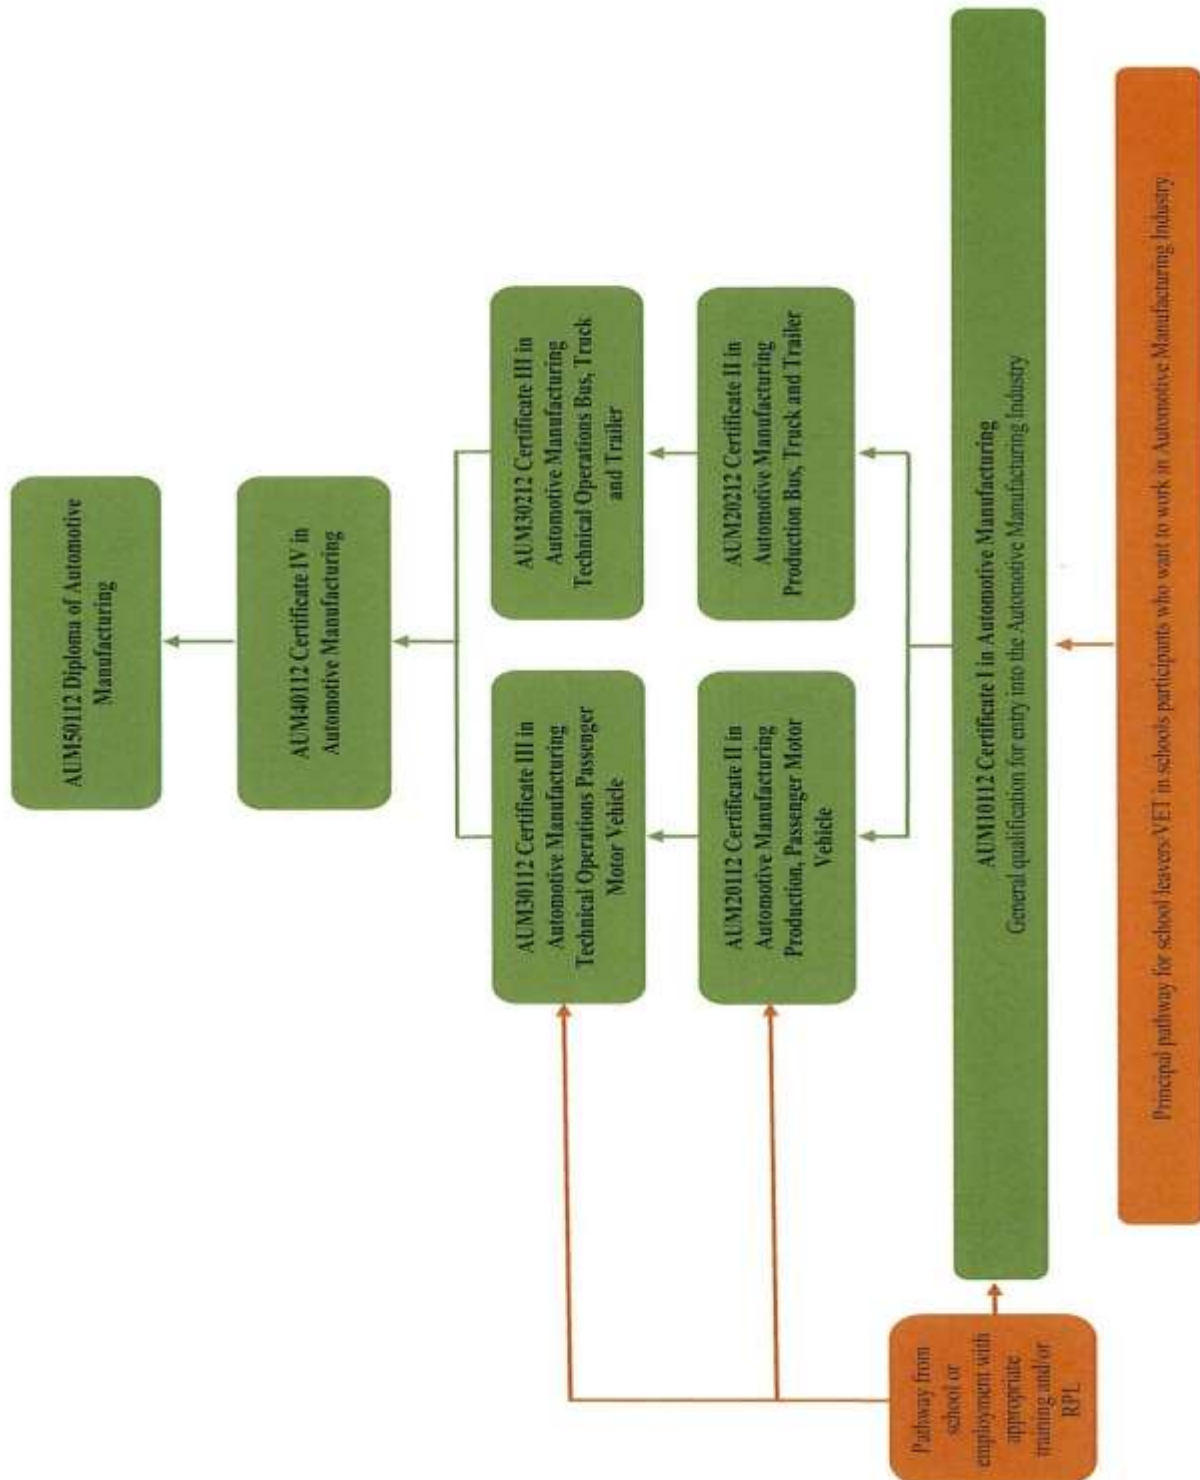 AUM50112 Diploma of Automotive
Manufacturing
AUM40112 Certificate IV in
Automotive Manufacturing
AUM30112 Certificate III in
Automotive Manufacturing
Technical Operations Passenger
Motor Vehicle
AUM30212 Certificate III in
Automotive Manufacturing
Technical Operations Bus, Truck
and Trailer
AUM20112 Certificate II in
Automotive Manufacturing
Production, Passenger Motor
Vehicle
AUM20212 Certificate II in
Automotive Manufacturing
Production Bus, Truck and Trailer
AUM10112 Certificate I in Automotive Manufacturing
General qualification for entry into the Automotive Manufacturing Industry
Pathway from
school or
employment with
appropriate
training and/or
RPL
Principal pathway for school leavers/VET in schools participants who want to work in Automotive Manufacturing Industry.